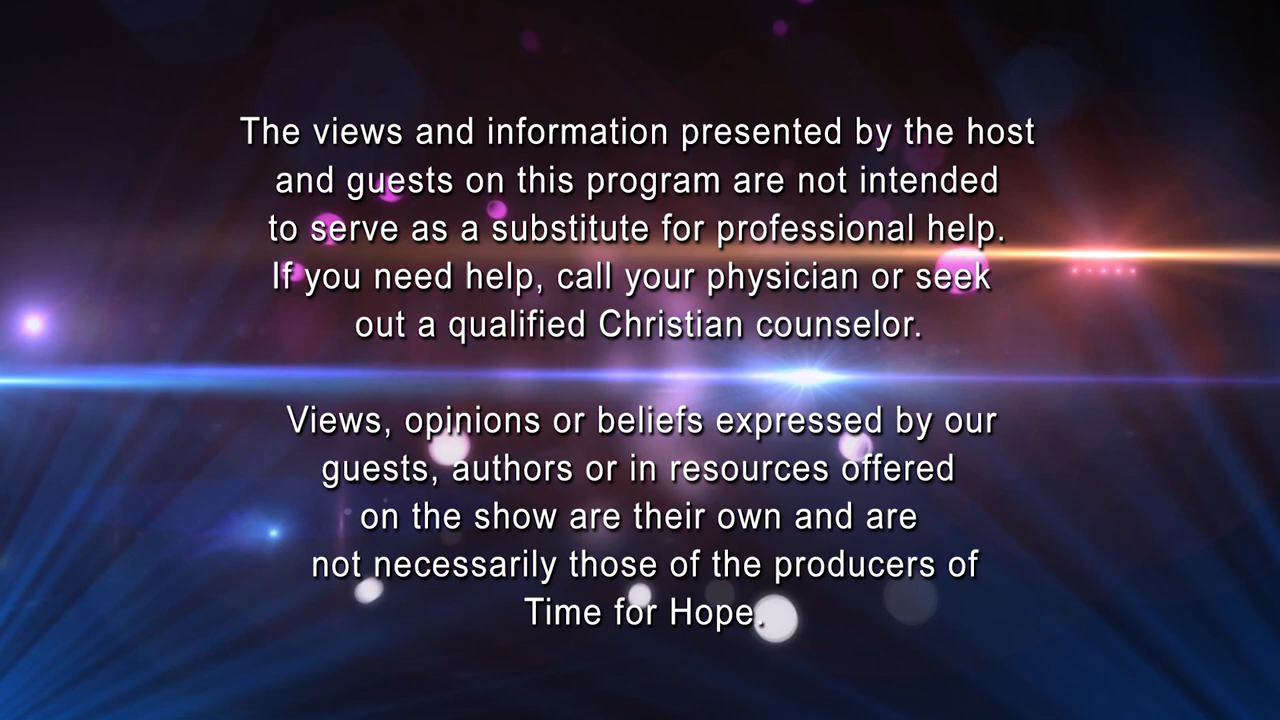 The views and information presented by the host
and guests on this program are not intended
to serve as a substitute for professional help.
If you need help, call your physician or seek
out a qualified Christian counselor.
Views, opinions or beliefs expressed by our
guests, authors or in resources offered
on the show are their own and are
not necessarily those of the producers of
Time for Hope.